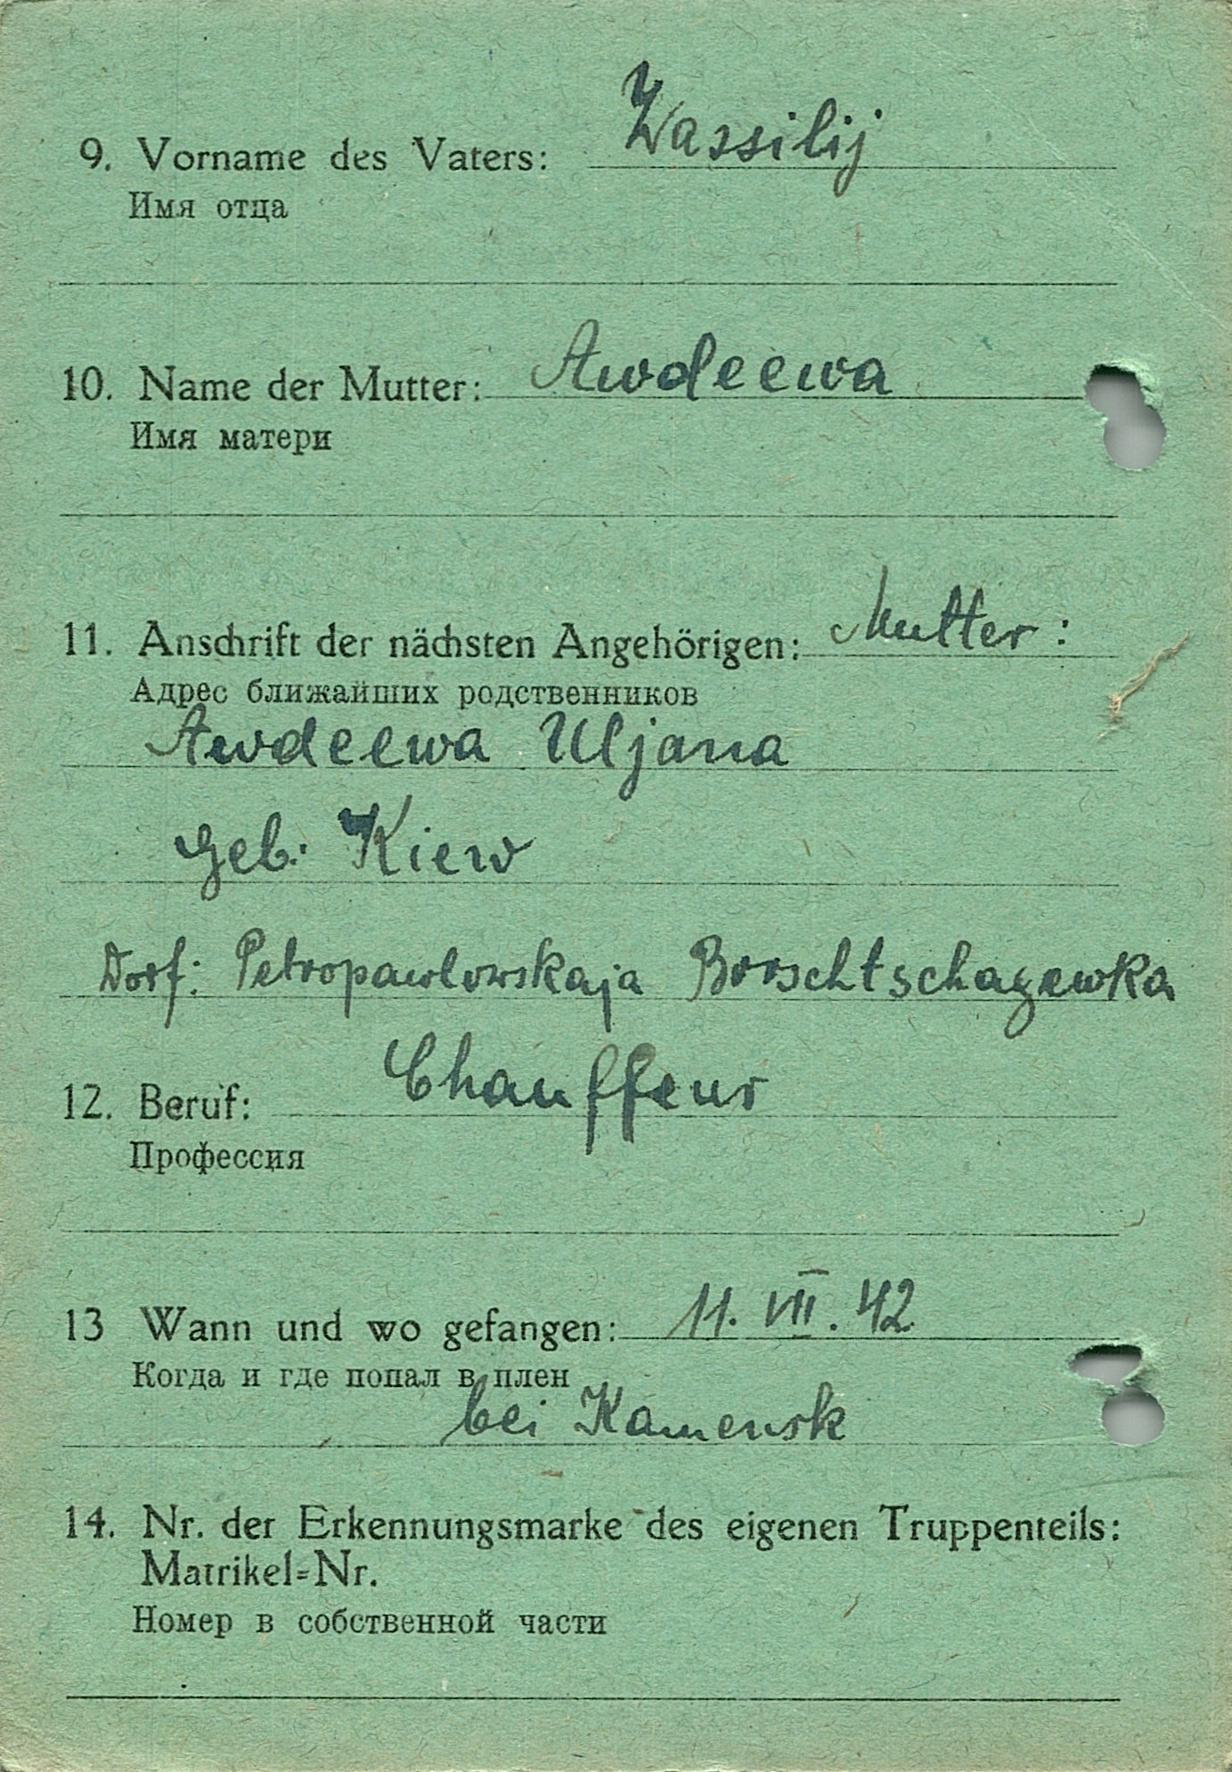 9. Vorname des Vaters: Wassilij
Имя отца
10. Name der Mutter: Awdeewa
Имя матери
11. Anschrift der nächsten Angehörigen: Mutter:
Адрес ближайших родственников
Awdeewa Uljana
Geb.: Kiew
Dorf: Petropawlowskaja Borschtschagewka
12. Beruf: Chauffeur
Профессия
13 Wann und wo gefangen: 11. VII. 42
Когда и где попал в плен
bei Kamensk
14. Nr. der Erkennungsmarke des eigenen Truppenteils:
Matrikel=Nr.
Номер в собственной части